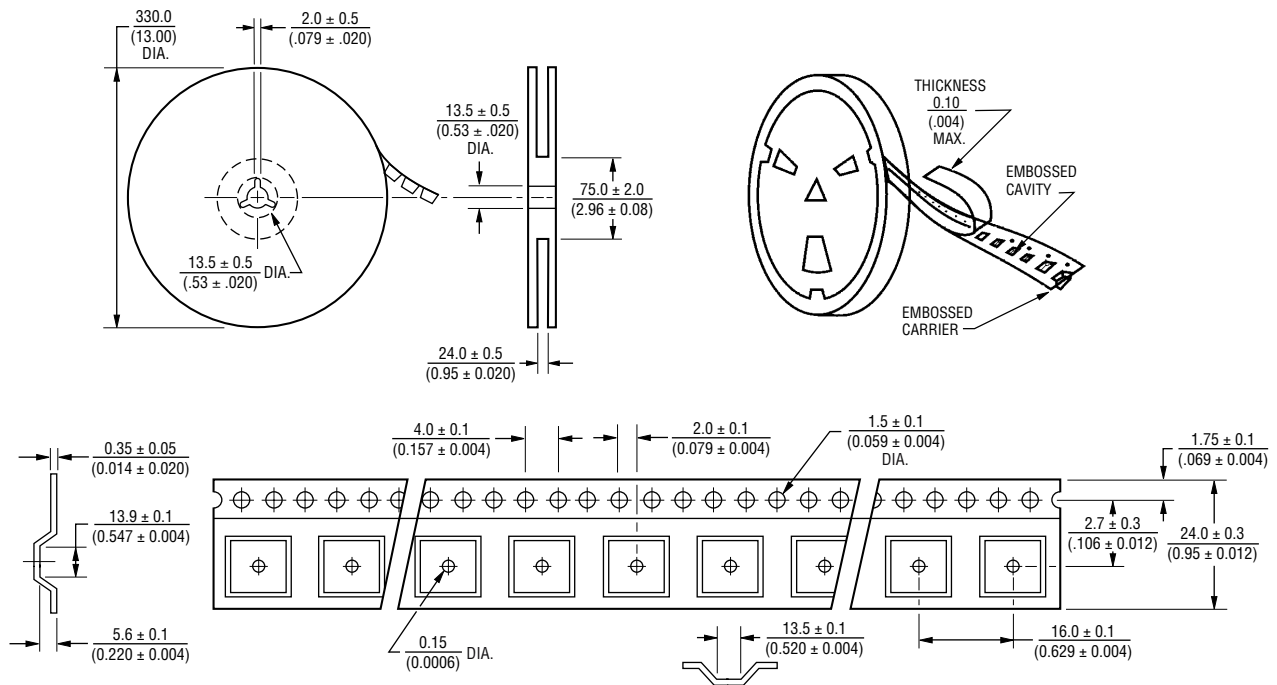 330.0
(13.00)
DIA.
2.0 ± 0.5
(.079 ± .020)
13.5 ± 0.5
(0.53 ± .020)
DIA.
75.0 ± 2.0
(2.96 ± 0.08)
13.5 ± 0.5
(.53 ± .020)
DIA.
24.0 ± 0.5
(0.95 ± 0.020)
THICKNESS
0.10
(.004)
MAX.
EMBOSSED
CAVITY
EMBOSSED
CARRIER
0.35 ± 0.05
(0.014 ± 0.020)
13.9 ± 0.1
(0.547 ± 0.004)
5.6 ± 0.1
(0.220 ± 0.004)
4.0 ± 0.1
(0.157 ± 0.004)
2.0 ± 0.1
(0.079 ± 0.004)
1.5 ± 0.1
(0.059 ± 0.004)
DIA.
1.75 ± 0.1
(.069 ± 0.004)
2.7 ± 0.3
(.106 ± 0.012)
24.0 ± 0.3
(0.95 ± 0.012)
0.15
(0.0006)
DIA.
13.5 ± 0.1
(0.520 ± 0.004)
16.0 ± 0.1
(0.629 ± 0.004)